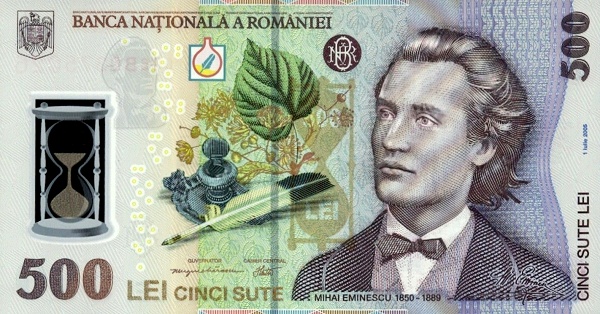 BANCA NAȚIONALĂ A ROMÂNIEI
500
1 Iulie 2005
CINCI SUTE LEI
GUVERNATOR CASIER CENTRAL
500 LEI CINCI SUTE
MIHAI EMINESCU 1850 - 1889